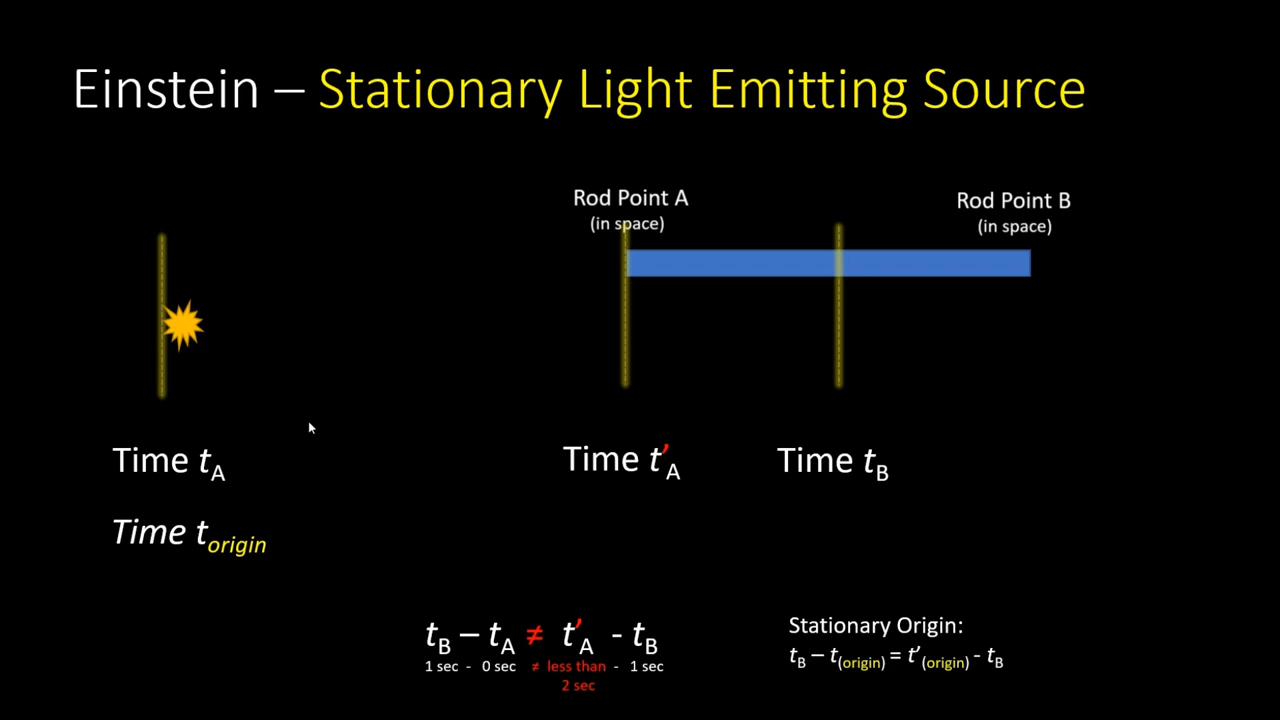 Einstein – Stationary Light Emitting Source
Rod Point A
(in space)
Rod Point B
(in space)
Time tA
Time t’A
Time tB
Time torigin
tB – tA ≠ t’A - tB
1 sec - 0 sec ≠ less than - 1 sec
2 sec
Stationary Origin:
tB – t(origin) = t’(origin) - tB